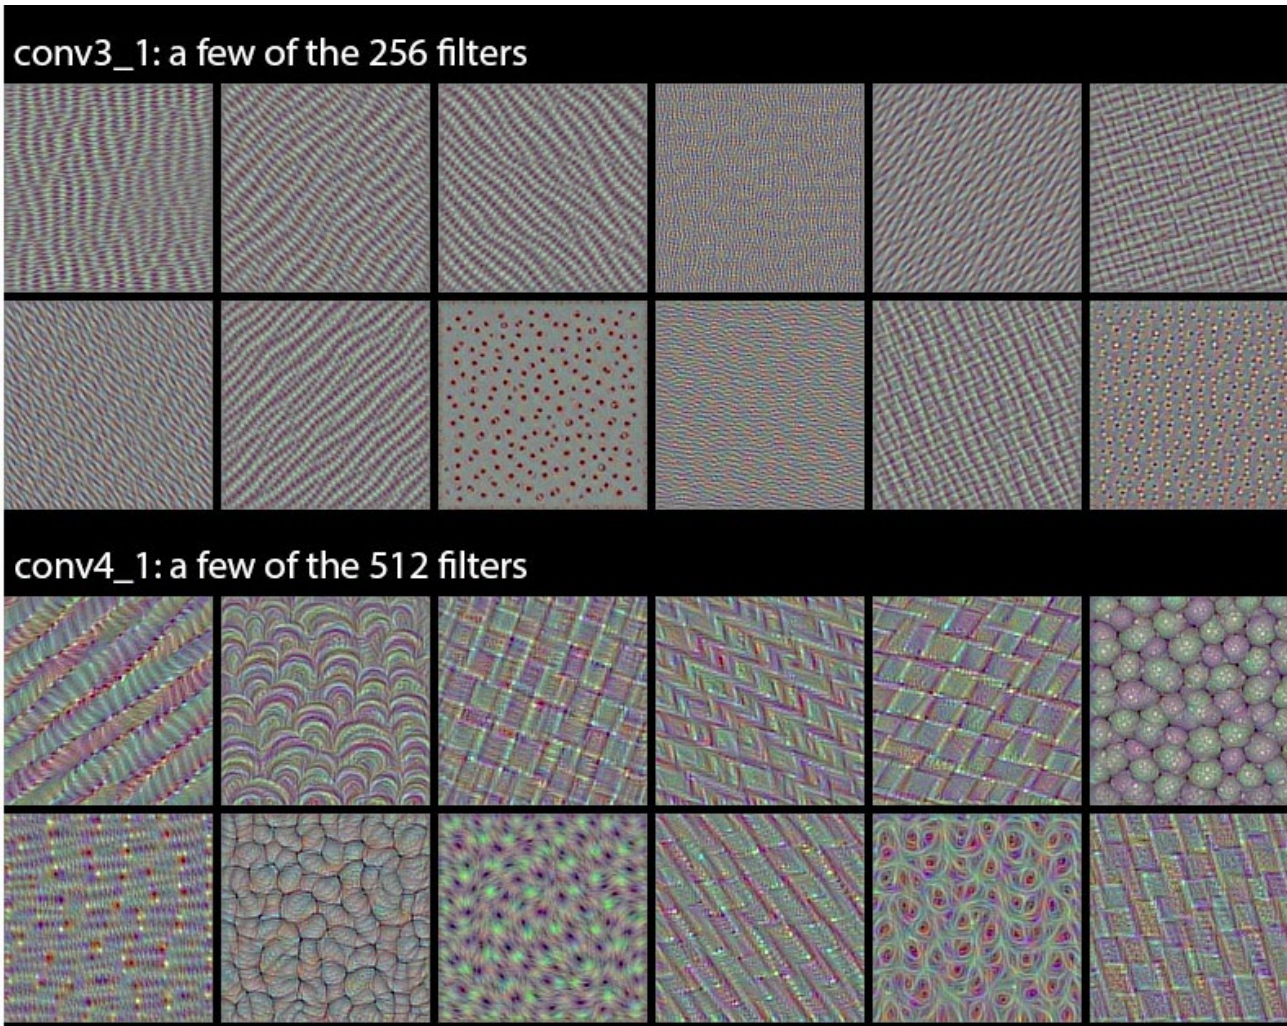 conv3_1: a few of the 256 filters
conv4_1: a few of the 512 filters